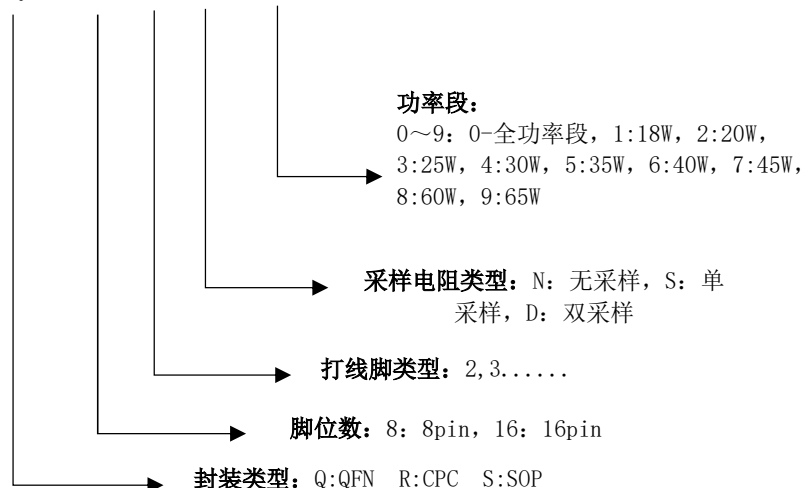 功率段：
0～9：0-全功率段，1:18W，2:20W，
3:25W，4:30W，5:35W，6:40W，7:45W，
8:60W，9:65W
采样电阻类型：N：无采样，S：单
采样，D：双采样
打线脚类型：2,3......
脚位数：8：8pin，16：16pin
封装类型：Q:QFN R:CPC S:SOP